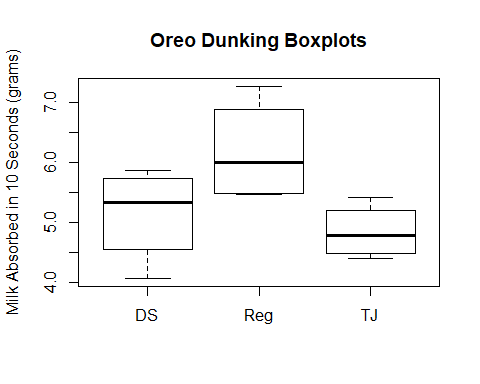 Oreo Dunking Boxplots
Milk Absorbed in 10 Seconds (grams)
7.0
6.0
5.0
4.0
DS Reg TJ